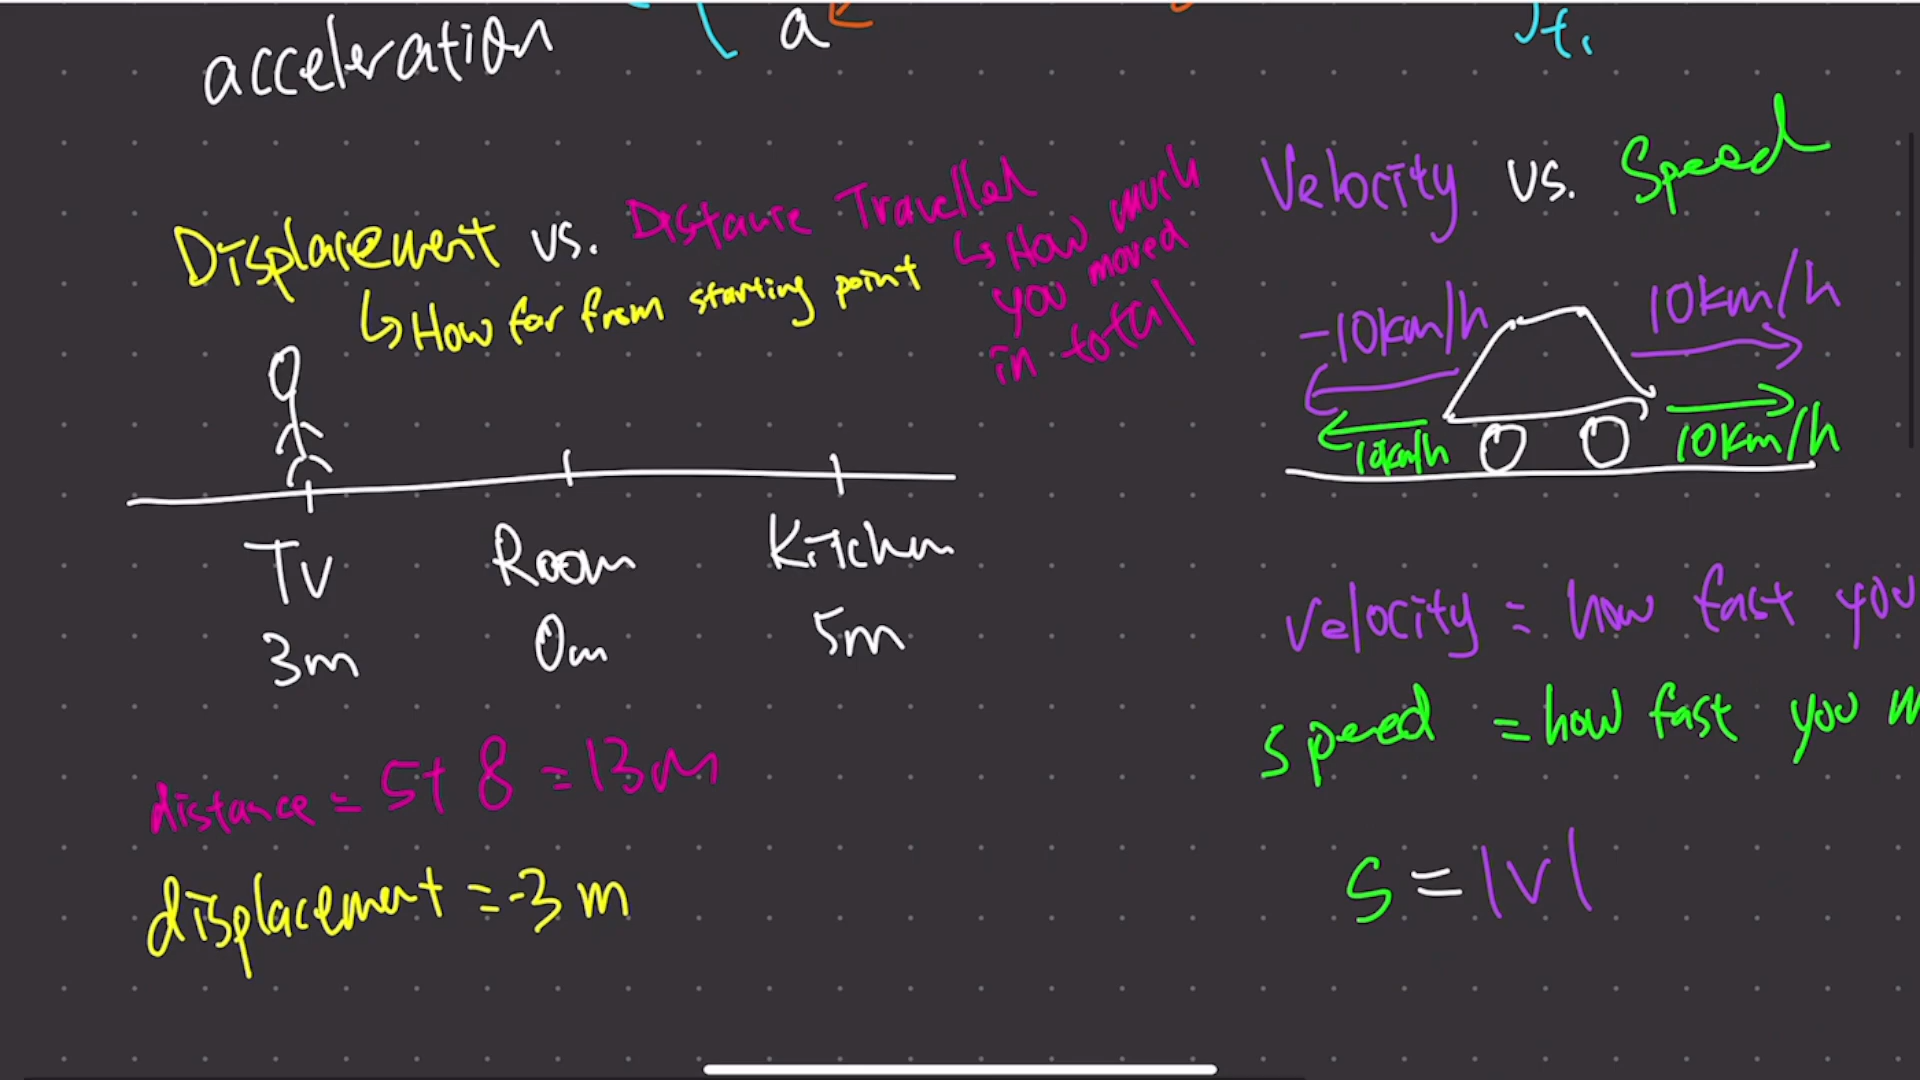 acceleration
a
t₁
Displacement vs. Distance Travelled
↳ How far from starting point
↳ How much
you moved
in total
TV Room Kitchen
3m 0m 5m
distance = 5+ 8 = 13m
displacement = -3m
Velocity vs. Speed
-10km/h 10km/h
10km/h 10km/h
velocity = how fast you
speed = how fast you m
s = |v|